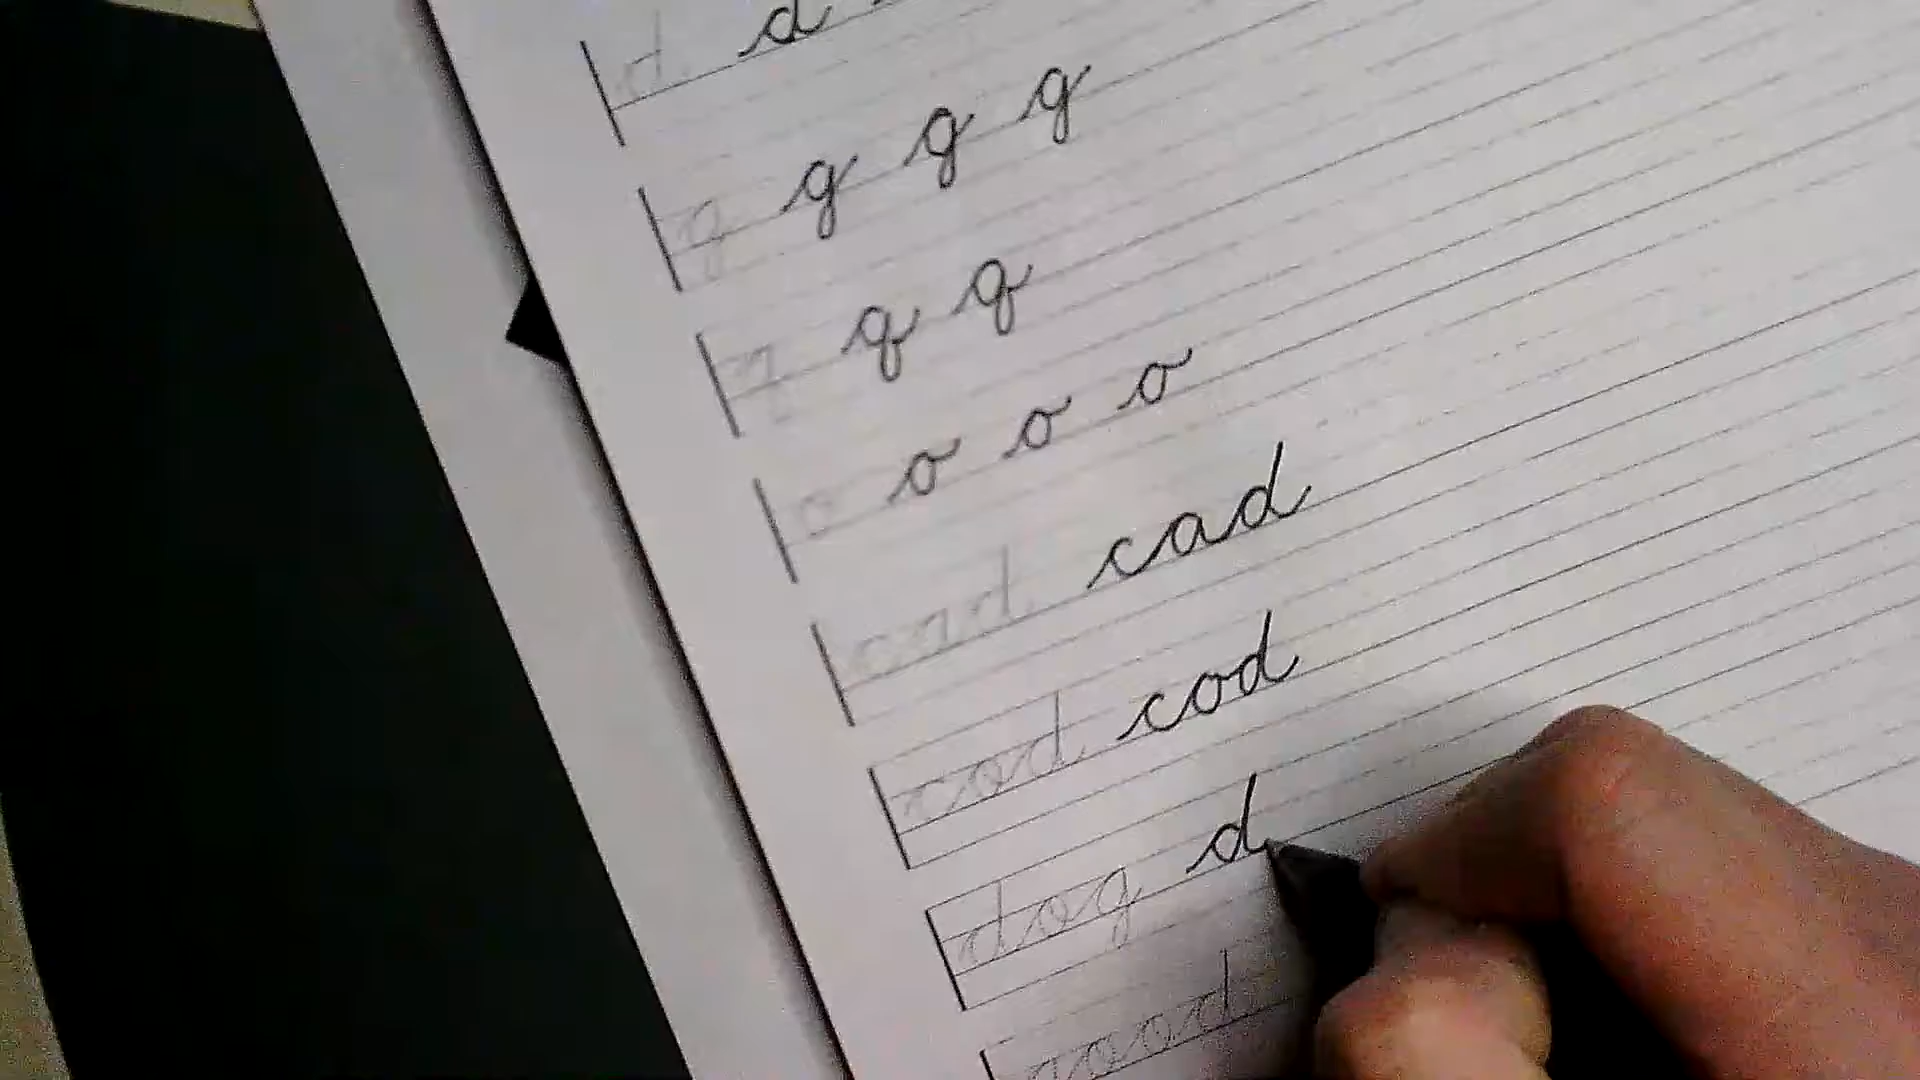 d d
g g g g
q q q
o o o o
cad cad
cod cod
dog d
good